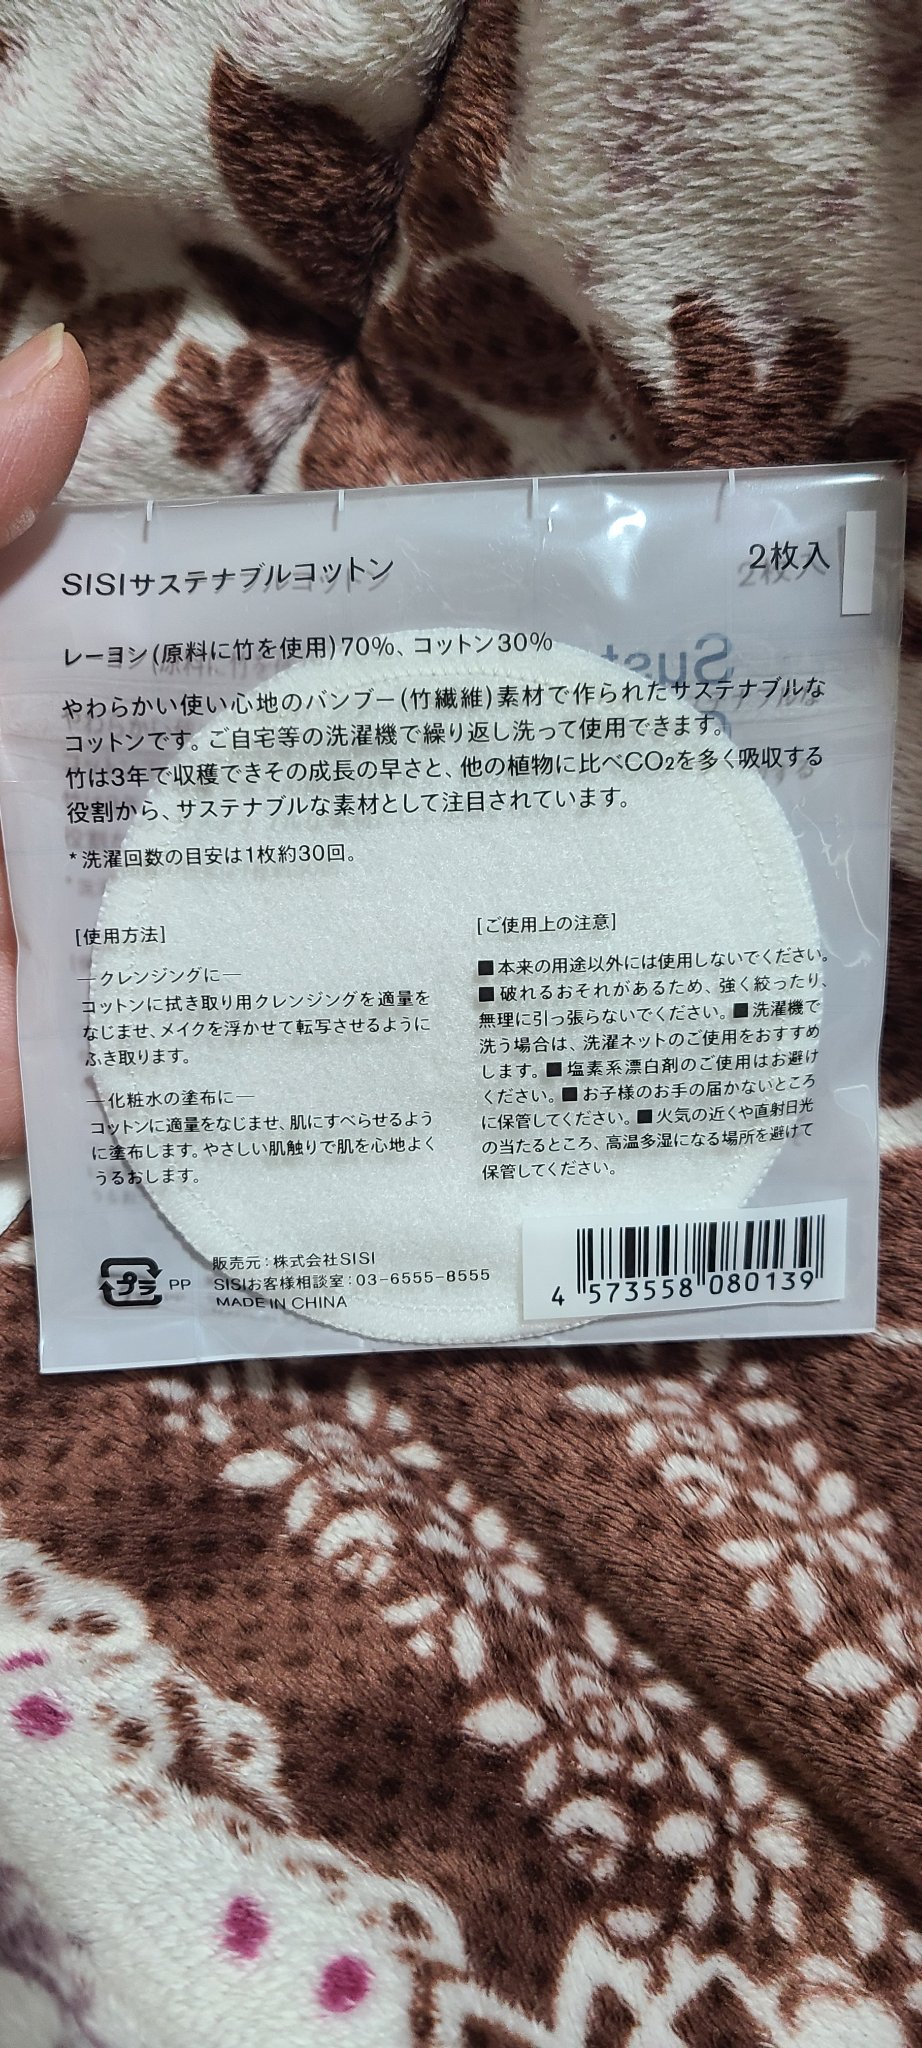 SISIサステナブルコットン
2枚入
レーヨン(原料に竹を使用)70%、コットン30%
やわらかい使い心地のバンブー(竹繊維)素材で作られたサステナブルな
コットンです。ご自宅等の洗濯機で繰り返し洗って使用できます。
竹は3年で収穫できその成長の早さと、他の植物に比べCO₂を多く吸収する
役割から、サステナブルな素材として注目されています。
*洗濯回数の目安は1枚約30回。
[使用方法]
―クレンジングに―
コットンに拭き取り用クレンジングを適量を
なじませ、メイクを浮かせて転写させるように
ふき取ります。
―化粧水の塗布に―
コットンに適量をなじませ、肌にすべらせるよう
に塗布します。やさしい肌触りで肌を心地よく
うるおします。
[ご使用上の注意]
■本来の用途以外には使用しないでください。
■破れるおそれがあるため、強く絞ったり、
無理に引っ張らないでください。■洗濯機で
洗う場合は、洗濯ネットのご使用をおすすめ
します。■塩素系漂白剤のご使用はお避け
ください。■お子様のお手の届かないところ
に保管してください。■火気の近くや直射日光
の当たるところ、高温多湿になる場所を避けて
保管してください。
プラ PP
販売元:株式会社SISI
SISIお客様相談室:03-6555-8555
MADE IN CHINA
4 573558 080139
Sust